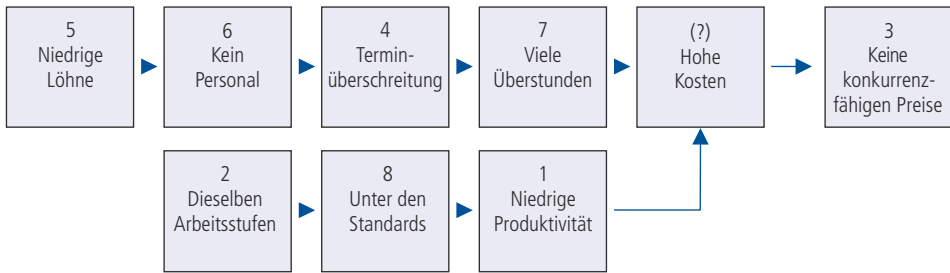 5
Niedrige
Löhne
6
Kein
Personal
4
Termin-
überschreitung
7
Viele
Überstunden
(?)
Hohe
Kosten
3
Keine
konkurrenz-
fähigen Preise
2
Dieselben
Arbeitsstufen
8
Unter den
Standards
1
Niedrige
Produktivität